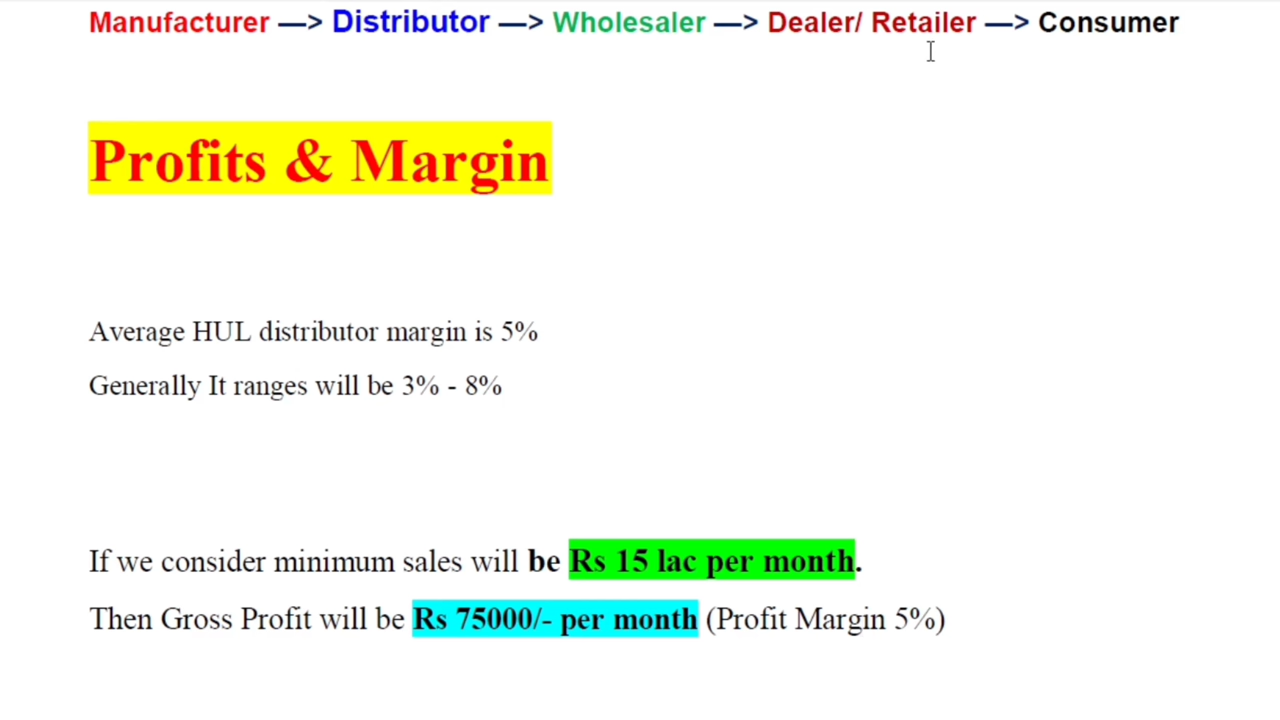 Manufacturer —> Distributor —> Wholesaler —> Dealer/ Retailer —> Consumer
Profits & Margin
Average HUL distributor margin is 5%
Generally It ranges will be 3% - 8%
If we consider minimum sales will be Rs 15 lac per month.
Then Gross Profit will be Rs 75000/- per month (Profit Margin 5%)